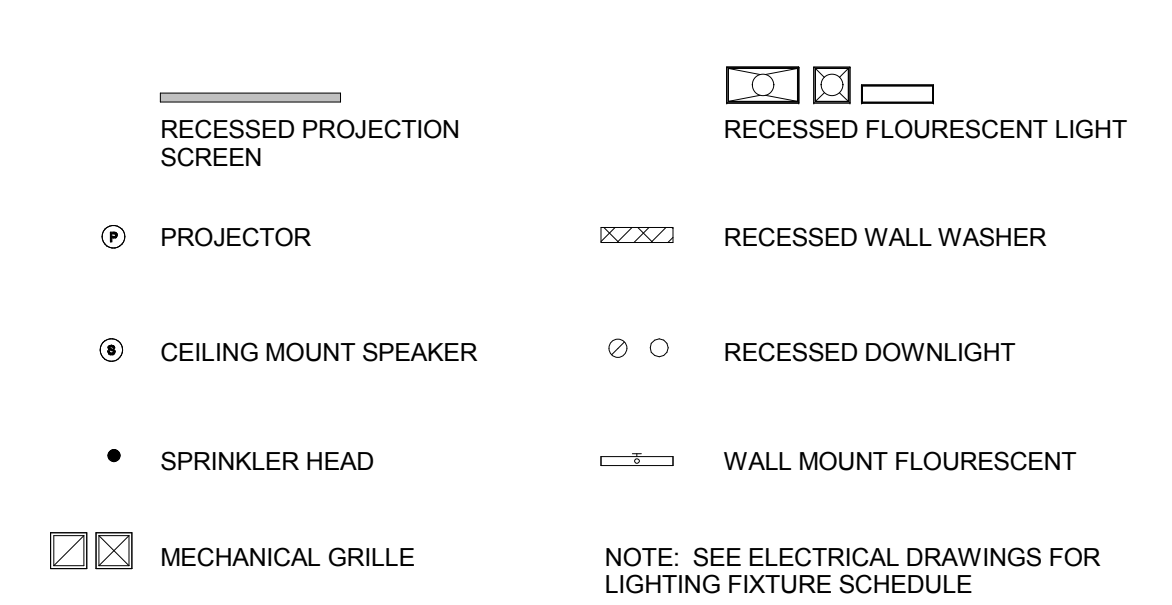 RECESSED PROJECTION
SCREEN
P
PROJECTOR
S
CEILING MOUNT SPEAKER
SPRINKLER HEAD
MECHANICAL GRILLE
RECESSED FLOURESCENT LIGHT
RECESSED WALL WASHER
RECESSED DOWNLIGHT
WALL MOUNT FLOURESCENT
NOTE: SEE ELECTRICAL DRAWINGS FOR
LIGHTING FIXTURE SCHEDULE